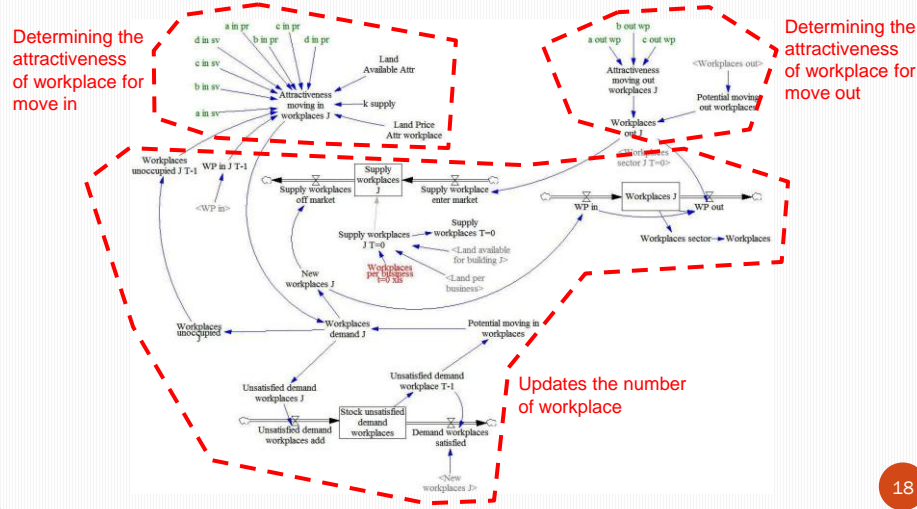 Determining the
attractiveness
of workplace for
move in
a in pr
c in pr
d in sv
b in pr
d in pr
c in sv
b in sv
a in sv
Land
Available Attr
Attractiveness
moving in
workplaces J
k supply
Land Price
Attr workplace
b out wp
a out wp
c out wp
<Workplaces out>
Attractiveness
moving out
workplaces J
Potential moving
out workplaces
Workplaces
out J
Determining the
attractiveness
of workplace for
move out
<Workplaces
sector J T=0>
Workplaces
unoccupied J T-1
WP in J T-1
<WP in>
Supply
workplaces
J
Supply workplaces
off market
Supply workplace
enter market
Workplaces J
WP in
WP out
Supply
workplaces T=0
Supply workplaces
J T=0
Workplaces sector
Workplaces
<Land available
for building J>
Workplaces
per business
t=0 xls
<Land per
business>
New
workplaces J
Workplaces
unoccupied
J
Workplaces
demand J
Potential moving in
workplaces
Unsatisfied demand
workplaces J
Unsatisfied demand
workplace T-1
Updates the number
of workplace
Stock unsatisfied
demand
workplaces
Unsatisfied demand
workplaces add
Demand workplaces
satisfied
<New
workplaces J>
18